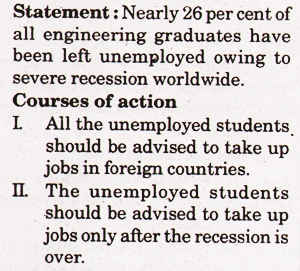 Statement : Nearly 26 per cent of
all engineering graduates have
been left unemployed owing to
severe recession worldwide.
Courses of action
I. All the unemployed students
should be advised to take up
jobs in foreign countries.
II. The unemployed students
should be advised to take up
jobs only after the recession is
over.